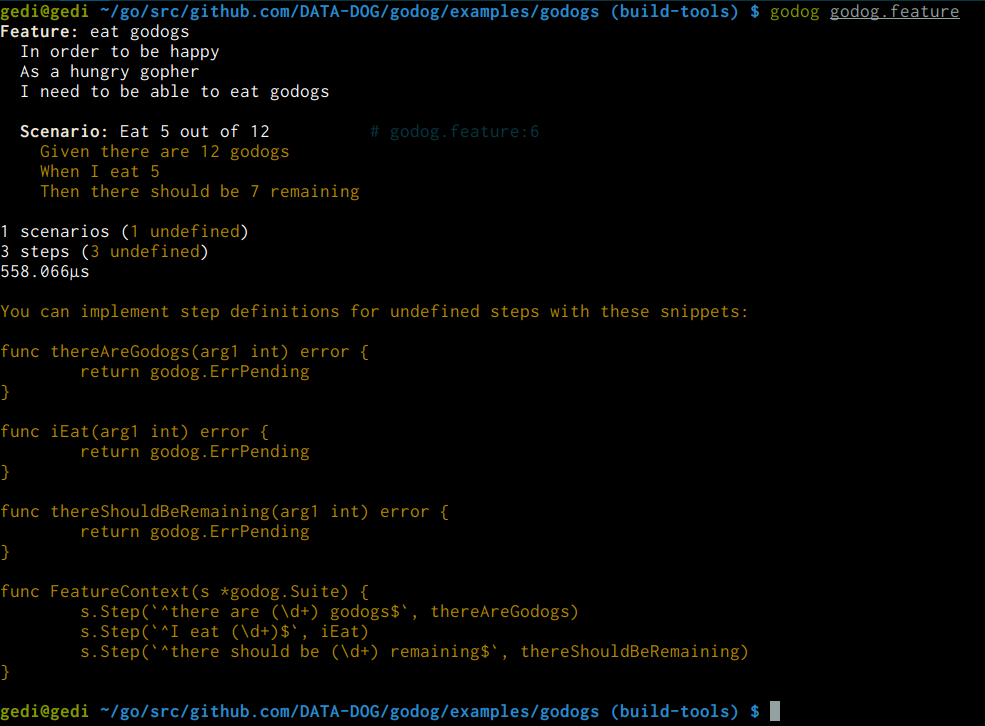 gedi@gedi ~/go/src/github.com/DATA-DOG/godog/examples/godogs (build-tools) $ godog godog.feature
Feature: eat godogs
  In order to be happy
  As a hungry gopher
  I need to be able to eat godogs

  Scenario: Eat 5 out of 12          # godog.feature:6
    Given there are 12 godogs
    When I eat 5
    Then there should be 7 remaining

1 scenarios (1 undefined)
3 steps (3 undefined)
558.066µs

You can implement step definitions for undefined steps with these snippets:

func thereAreGodogs(arg1 int) error {
        return godog.ErrPending
}

func iEat(arg1 int) error {
        return godog.ErrPending
}

func thereShouldBeRemaining(arg1 int) error {
        return godog.ErrPending
}

func FeatureContext(s *godog.Suite) {
        s.Step(`^there are (\d+) godogs$`, thereAreGodogs)
        s.Step(`^I eat (\d+)$`, iEat)
        s.Step(`^there should be (\d+) remaining$`, thereShouldBeRemaining)
}

gedi@gedi ~/go/src/github.com/DATA-DOG/godog/examples/godogs (build-tools) $